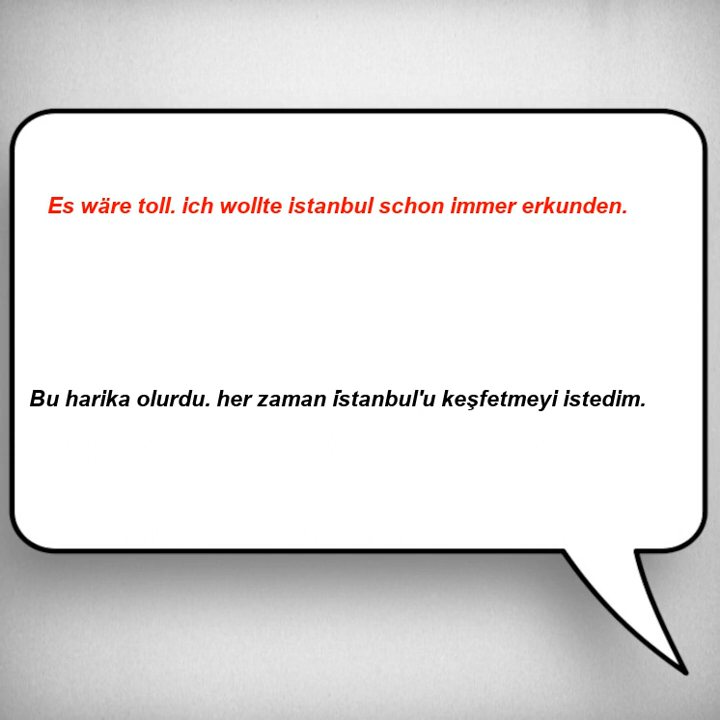 Es wäre toll. ich wollte istanbul schon immer erkunden.
Bu harika olurdu. her zaman i̇stanbul'u keşfetmeyi istedim.